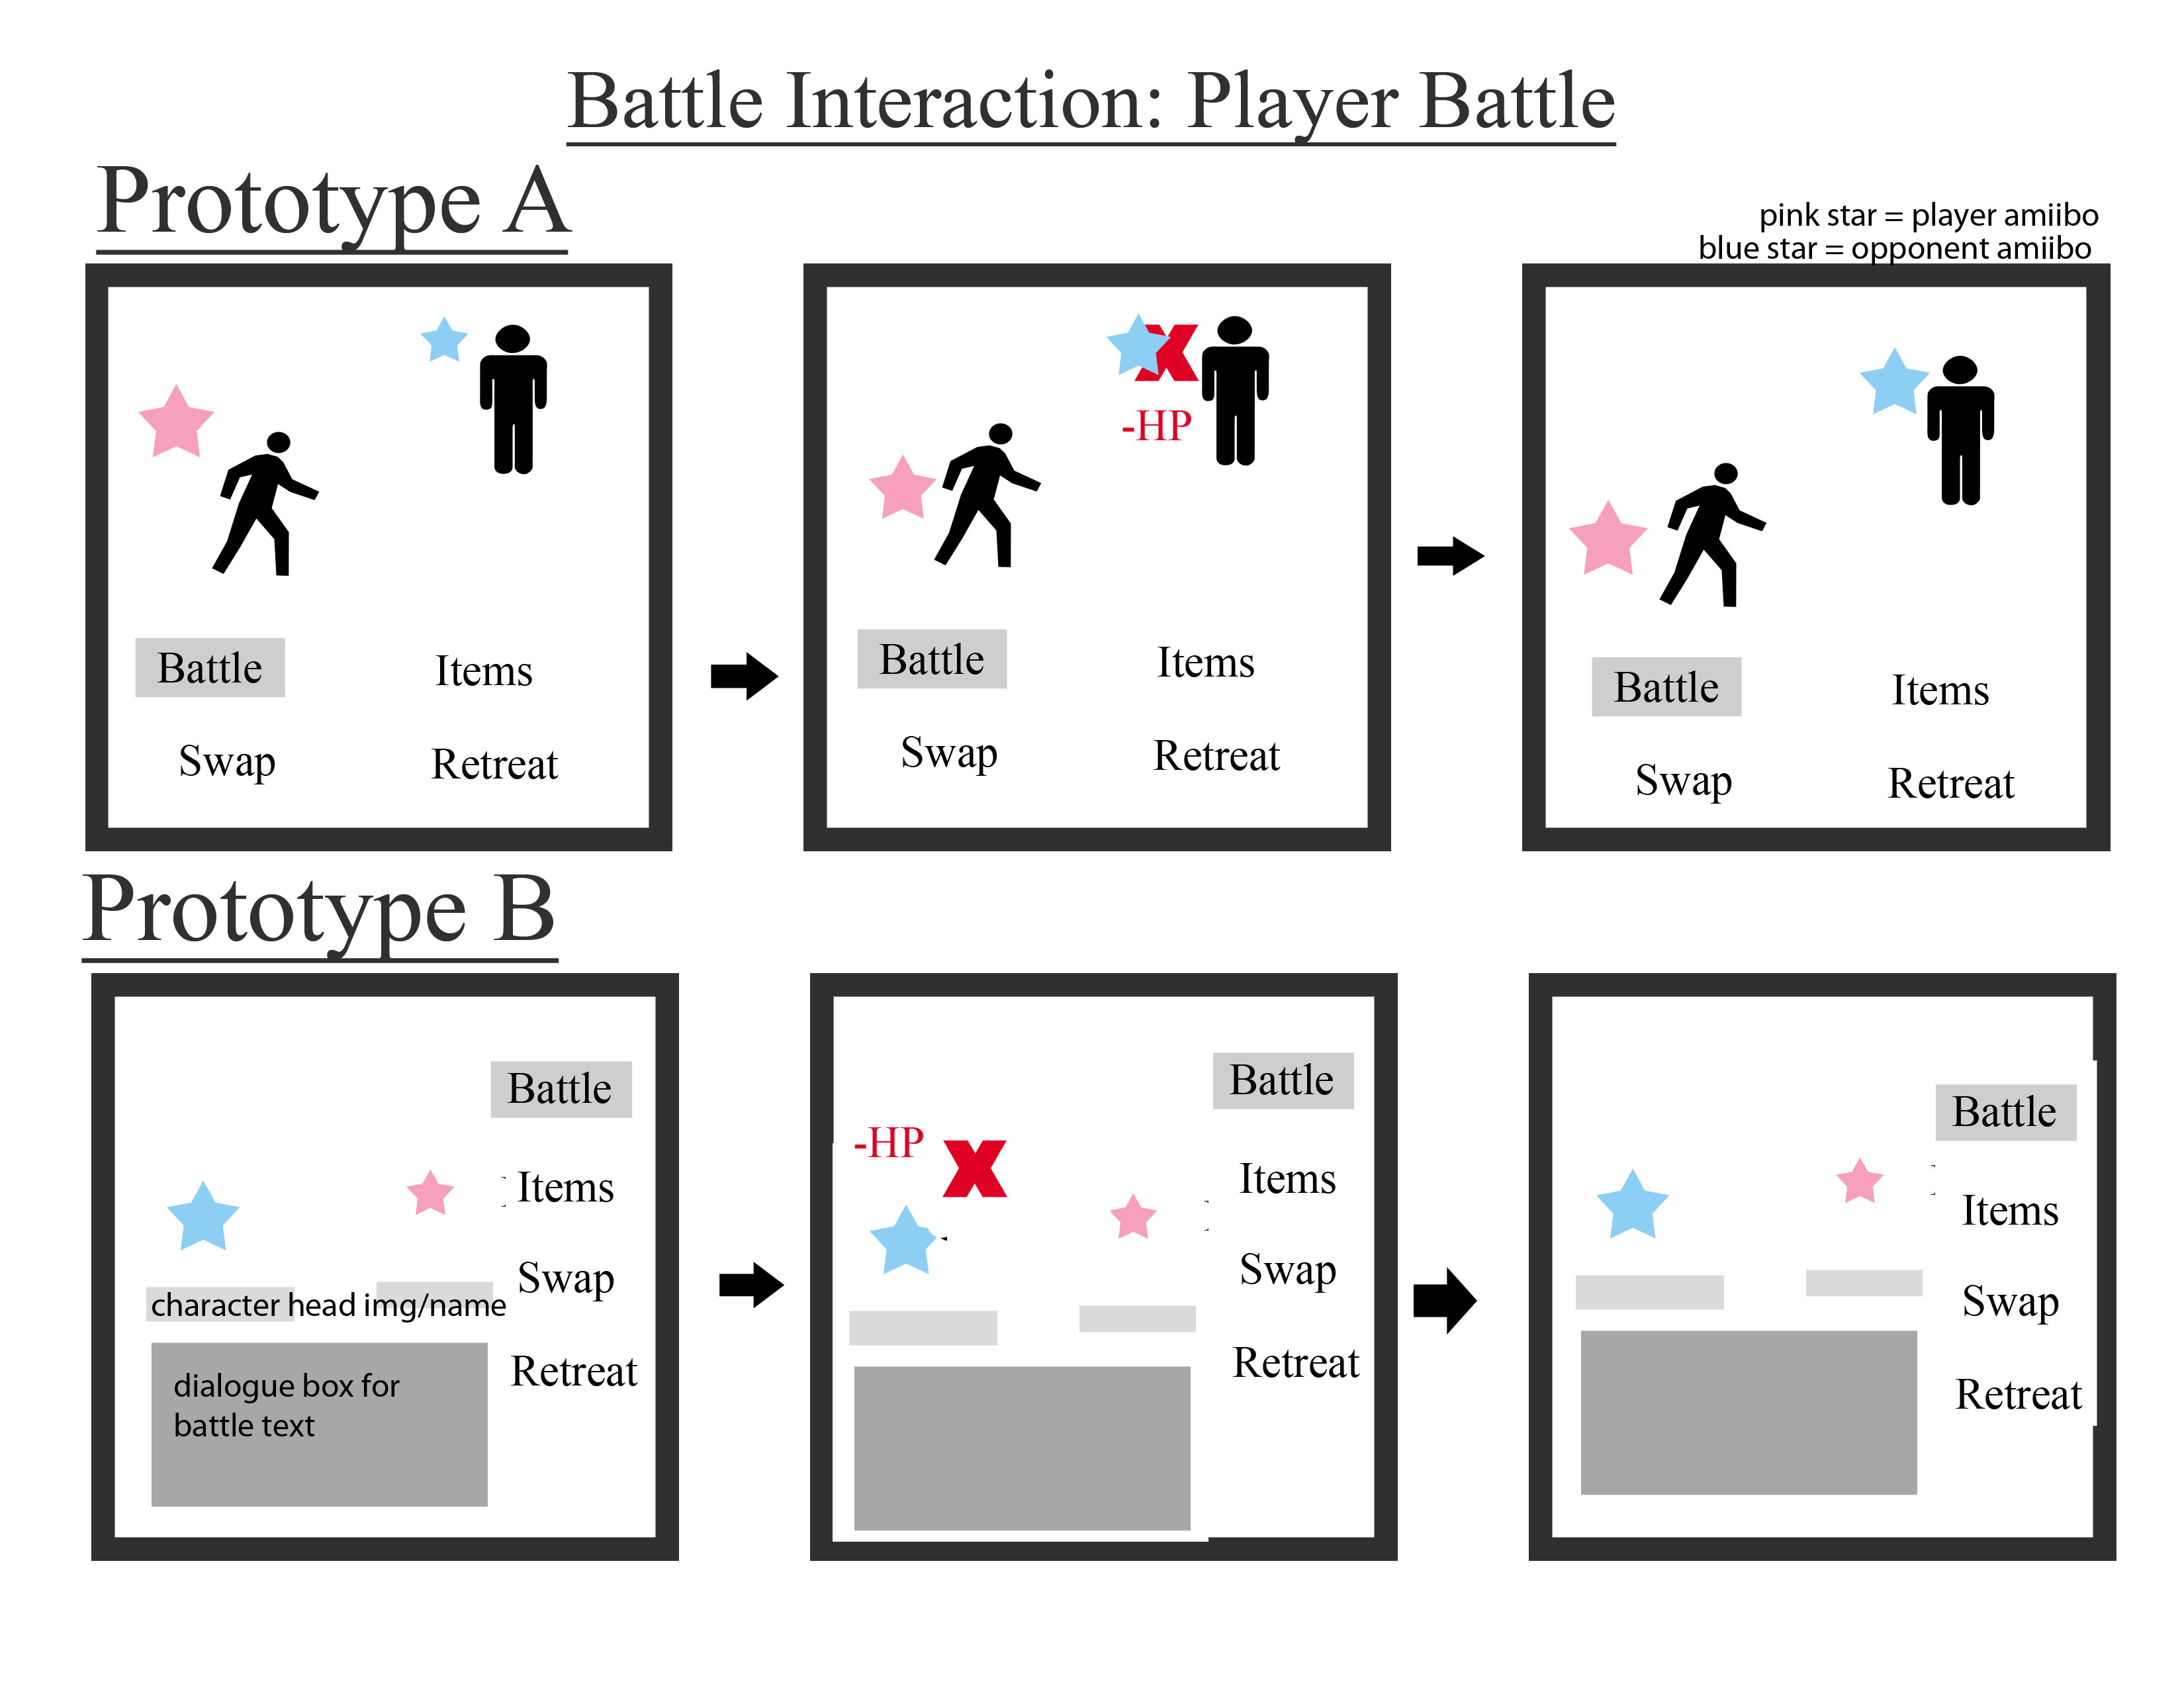 Battle Interaction: Player Battle
Prototype A
pink star = player amiibo
blue star = opponent amiibo
Battle Items
Swap Retreat
-HP
Battle Items
Swap Retreat
Battle Items
Swap Retreat
Prototype B
Battle
Items
Swap
character head img/name
Retreat
dialogue box for
battle text
Battle
-HP
Items
Swap
Retreat
Battle
Items
Swap
Retreat